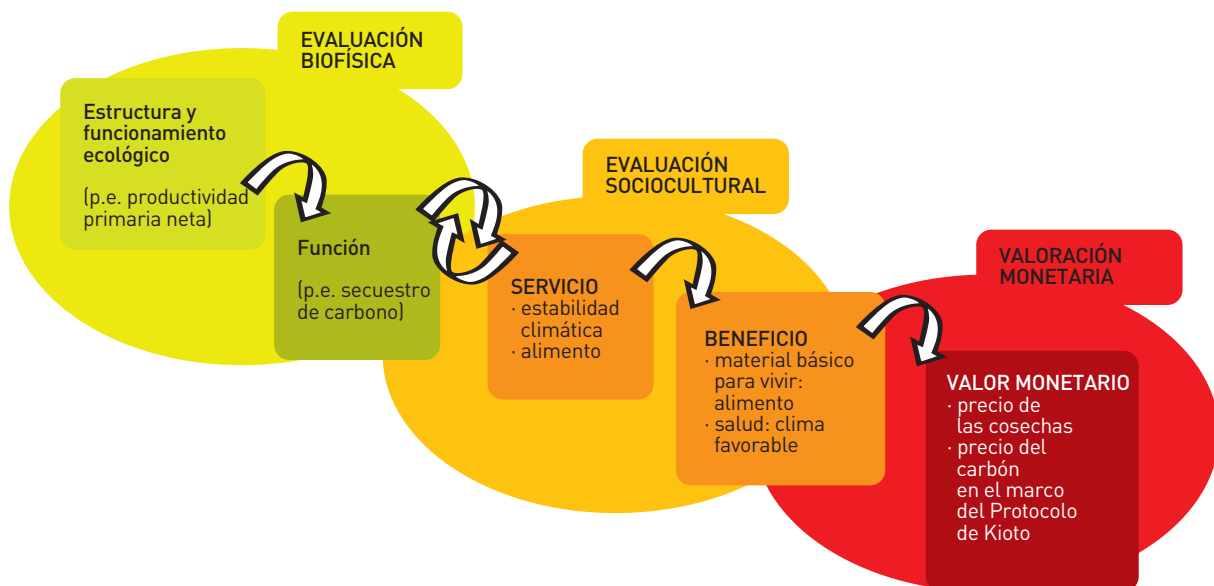 EVALUACIÓN
BIOFÍSICA
Estructura y
funcionamiento
ecológico
(p.e. productividad
primaria neta)
Función
(p.e. secuestro
de carbono)
EVALUACIÓN
SOCIOCULTURAL
SERVICIO
· estabilidad
climática
· alimento
BENEFICIO
· material básico
para vivir:
alimento
· salud: clima
favorable
VALORACIÓN
MONETARIA
VALOR MONETARIO
· precio de
las cosechas
· precio del
carbón
en el marco
del Protocolo
de Kioto